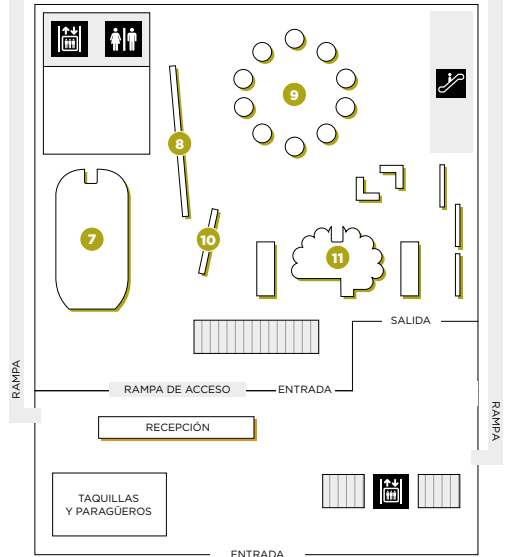 9
8
7
10
11
SALIDA
RAMPA
RAMPA DE ACCESO
ENTRADA
RAMPA
RECEPCIÓN
TAQUILLAS
Y PARAGÜEROS
ENTRADA